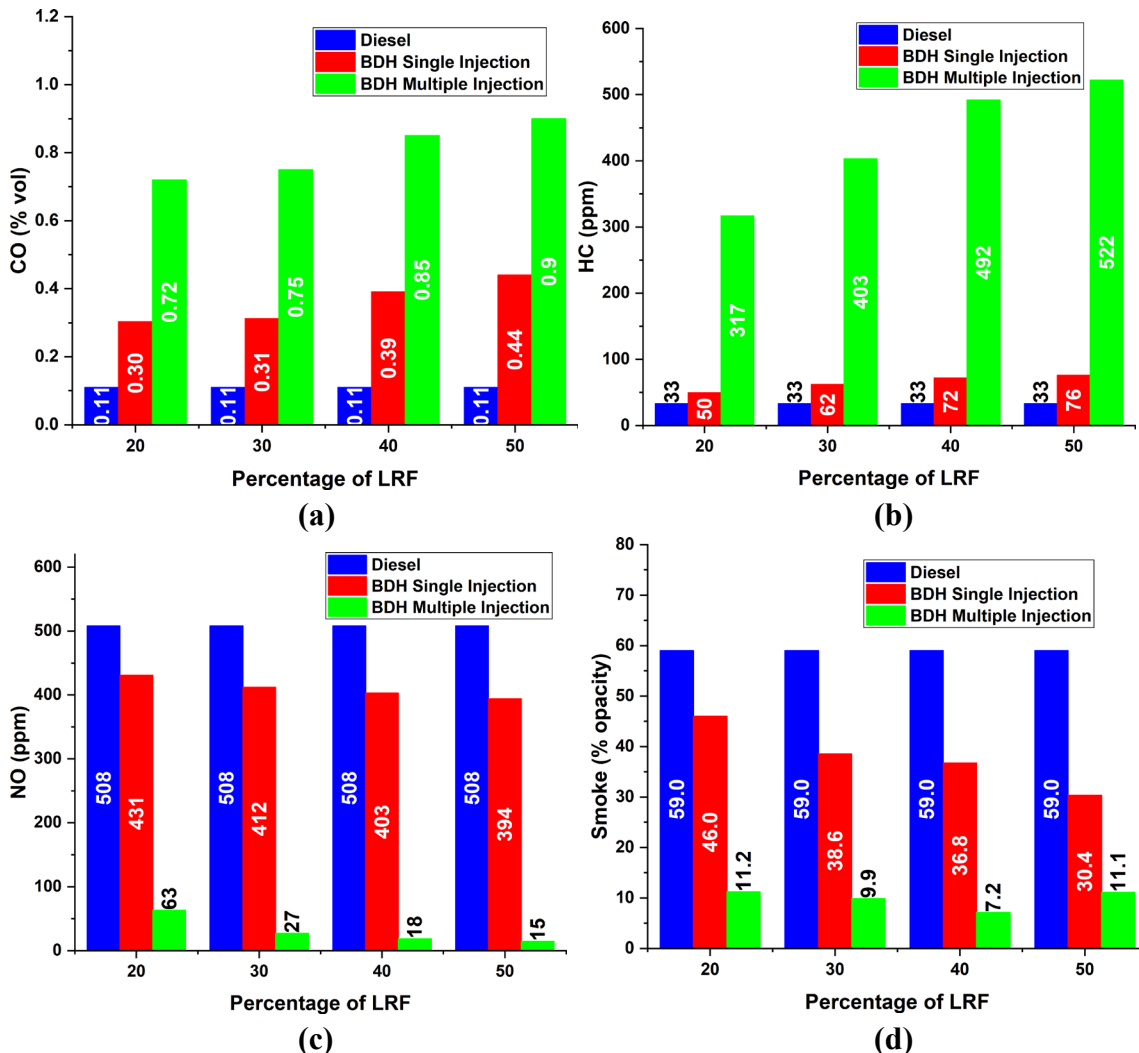 1.2
1.0
0.8
0.6
0.4
0.2
0.0
CO (% vol)
Diesel
BDH Single Injection
BDH Multiple Injection
0.11
0.30
0.72
0.11
0.31
0.75
0.11
0.39
0.85
0.11
0.44
0.9
20 30 40 50
Percentage of LRF
(a)
600
500
400
300
200
100
0
HC (ppm)
Diesel
BDH Single Injection
BDH Multiple Injection
33
50
317
33
62
403
33
72
492
33
76
522
20 30 40 50
Percentage of LRF
(b)
600
500
400
300
200
100
0
NO (ppm)
Diesel
BDH Single Injection
BDH Multiple Injection
508
431
63
508
412
27
508
403
18
508
394
15
20 30 40 50
Percentage of LRF
(c)
80
70
60
50
40
30
20
10
0
Smoke (% opacity)
Diesel
BDH Single Injection
BDH Multiple Injection
59.0
46.0
11.2
59.0
38.6
9.9
59.0
36.8
7.2
59.0
30.4
11.1
20 30 40 50
Percentage of LRF
(d)